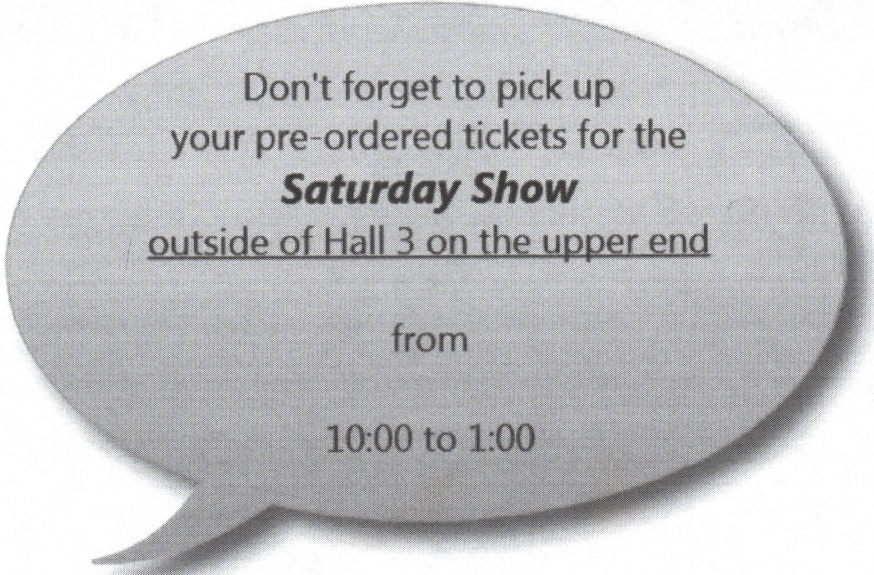 Don't forget to pick up
your pre-ordered tickets for the
Saturday Show
outside of Hall 3 on the upper end
from
10:00 to 1:00